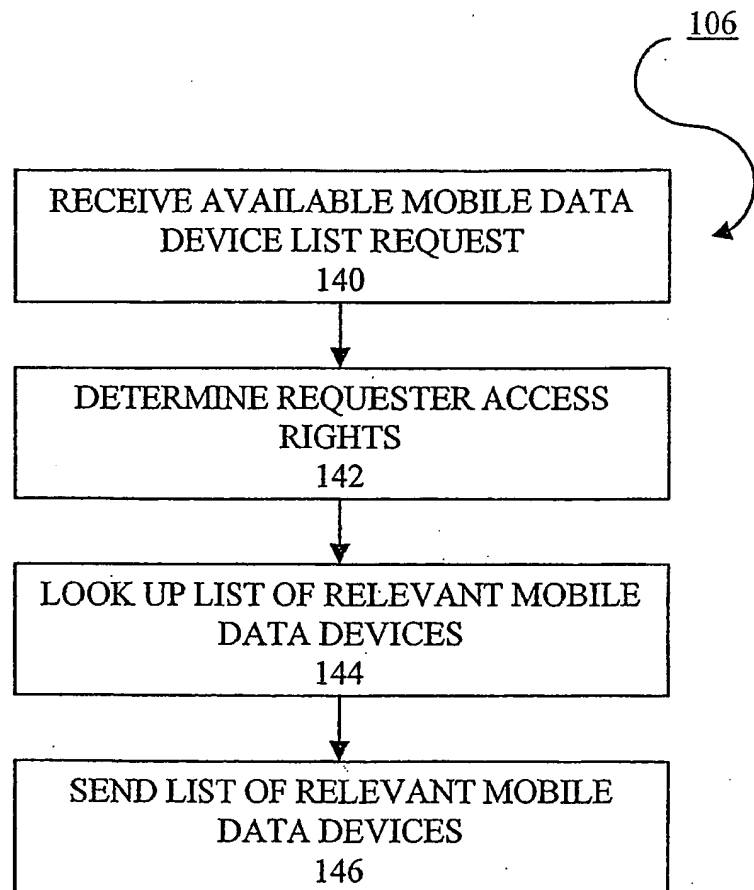 106
RECEIVE AVAILABLE MOBILE DATA
DEVICE LIST REQUEST
140
DETERMINE REQUESTER ACCESS
RIGHTS
142
LOOK UP LIST OF RELEVANT MOBILE
DATA DEVICES
144
SEND LIST OF RELEVANT MOBILE
DATA DEVICES
146